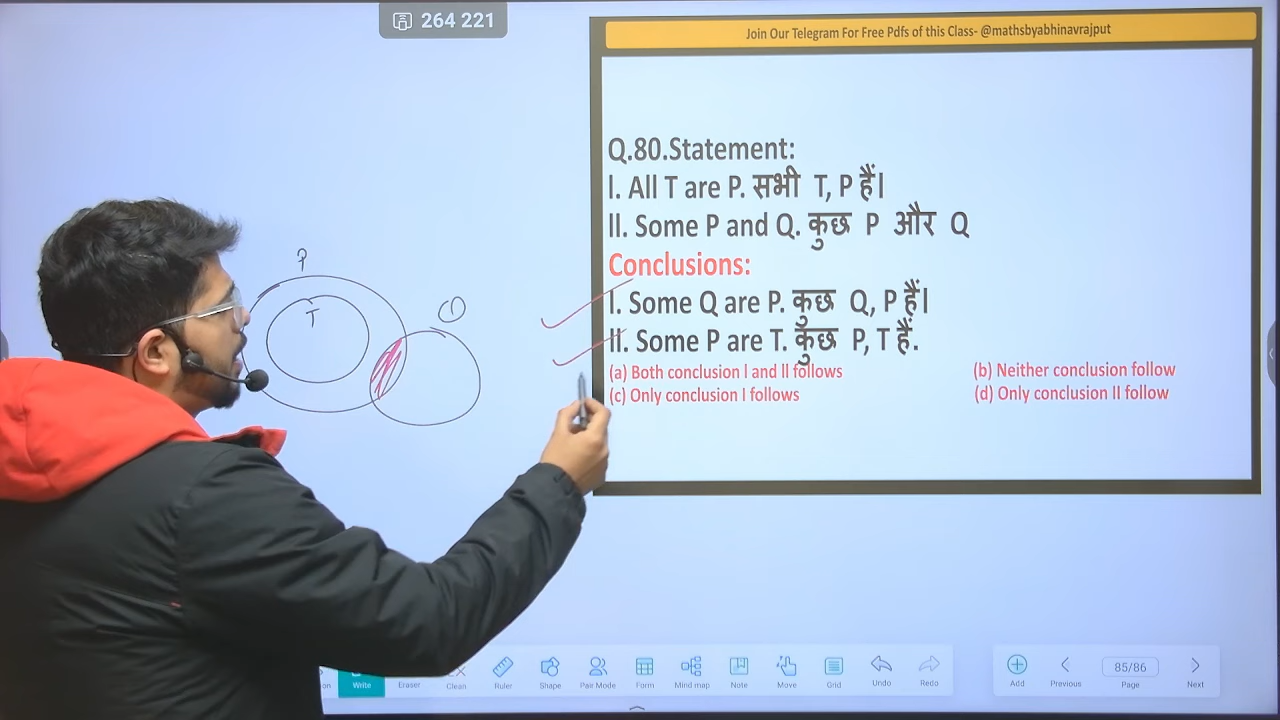 264 221
Join Our Telegram For Free Pdfs of this Class- @mathsbyabhinavrajput
Q.80.Statement:
I. All T are P. सभी T, P हैं।
II. Some P and Q. कुछ P और Q
Conclusions:
I. Some Q are P. कुछ Q, P हैं।
II. Some P are T. कुछ P, T हैं.
(a) Both conclusion I and II follows (b) Neither conclusion follow
(c) Only conclusion I follows (d) Only conclusion II follow
P
T
Q
Write Eraser Clean Ruler Shape Pair Mode Form Mind map Note Move Grid Undo Redo
Add Previous 85/86 Page Next